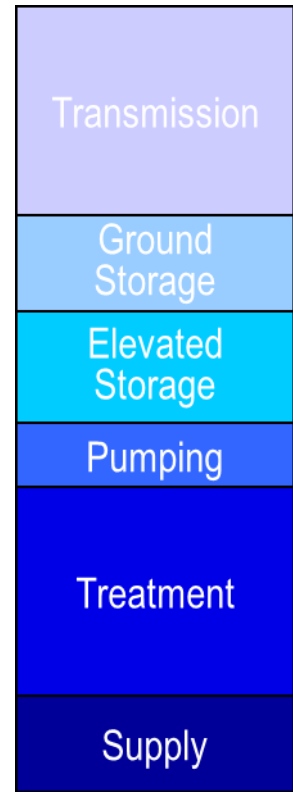 Transmission
Ground
Storage
Elevated
Storage
Pumping
Treatment
Supply